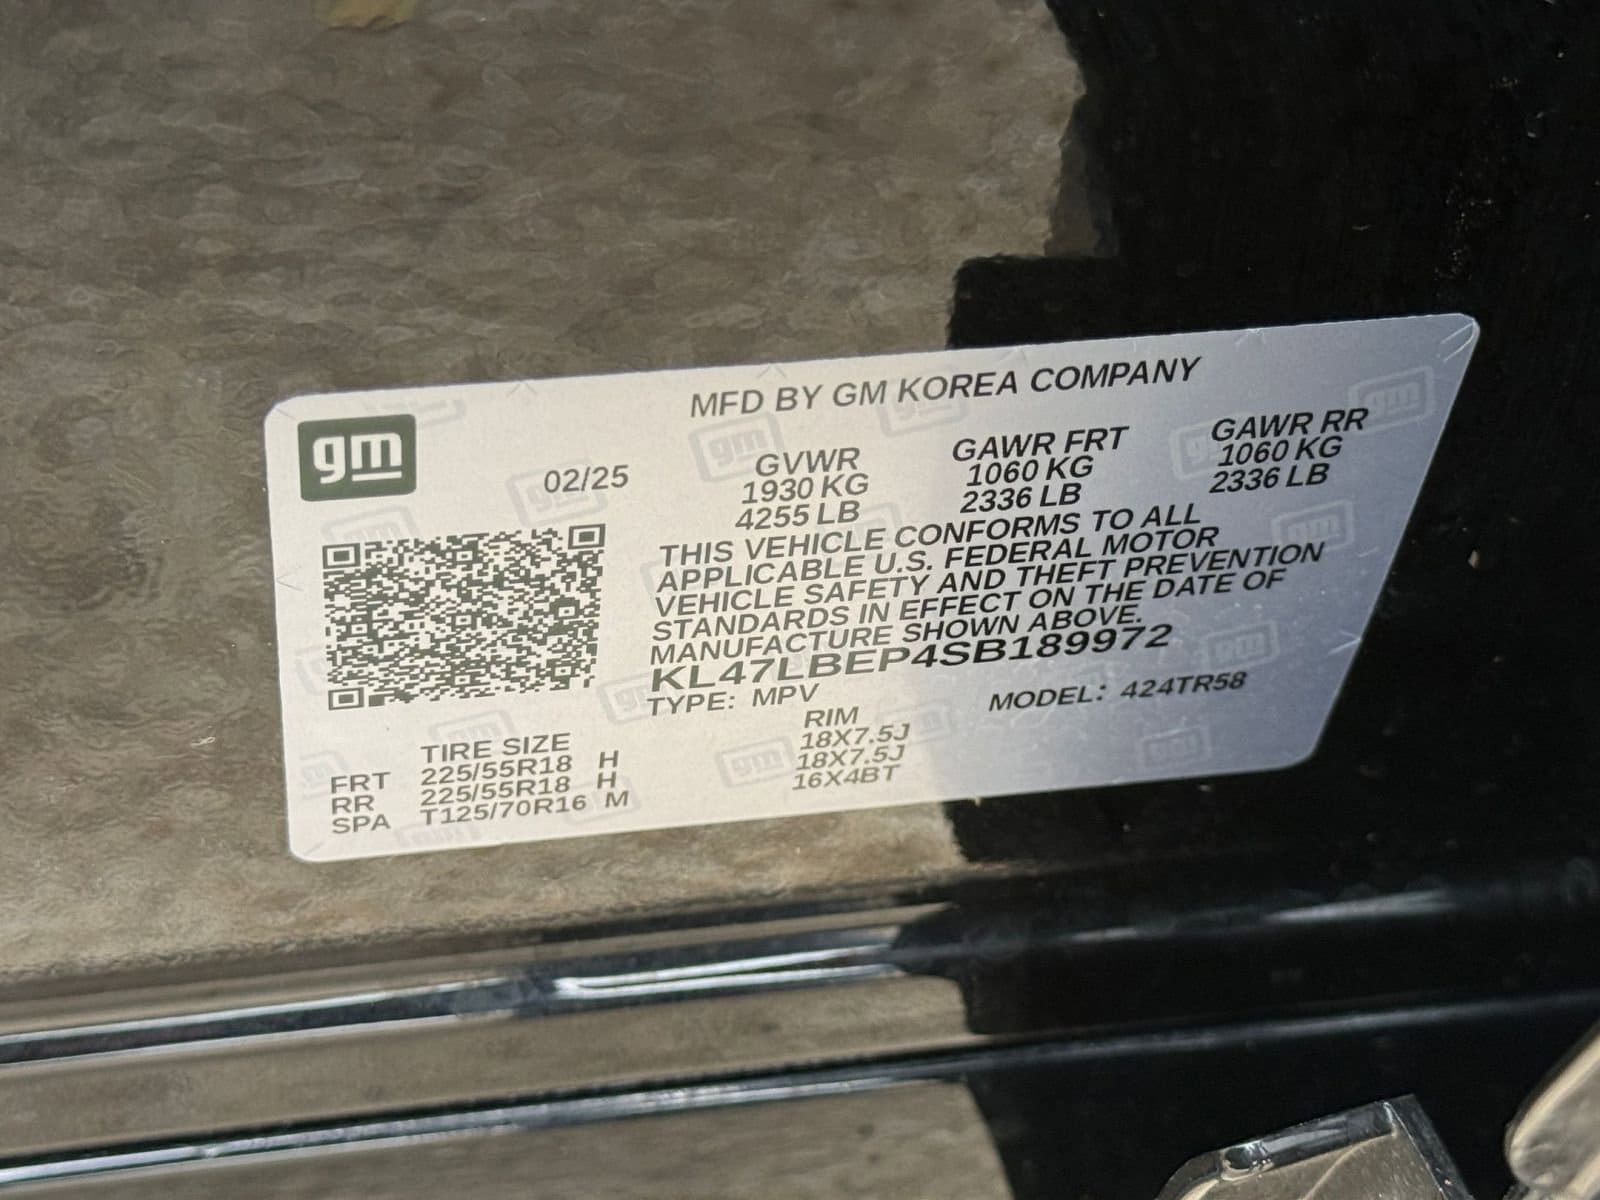 MFD BY GM KOREA COMPANY
gm
02/25
GVWR GAWR FRT GAWR RR
1930 KG 1060 KG 1060 KG
4255 LB 2336 LB 2336 LB
THIS VEHICLE CONFORMS TO ALL
APPLICABLE U.S. FEDERAL MOTOR
VEHICLE SAFETY AND THEFT PREVENTION
STANDARDS IN EFFECT ON THE DATE OF
MANUFACTURE SHOWN ABOVE.
KL47LBEP4SB189972
TYPE: MPV MODEL: 424TR58
TIRE SIZE RIM
FRT 225/55R18 H 18X7.5J
RR 225/55R18 H 18X7.5J
SPA T125/70R16 M 16X4BT